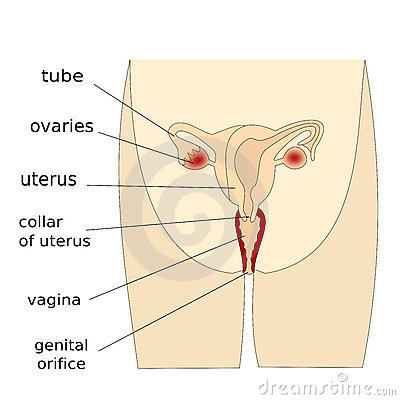 tube
ovaries
uterus
collar
of uterus
vagina
genital
orifice
dreamstime.com